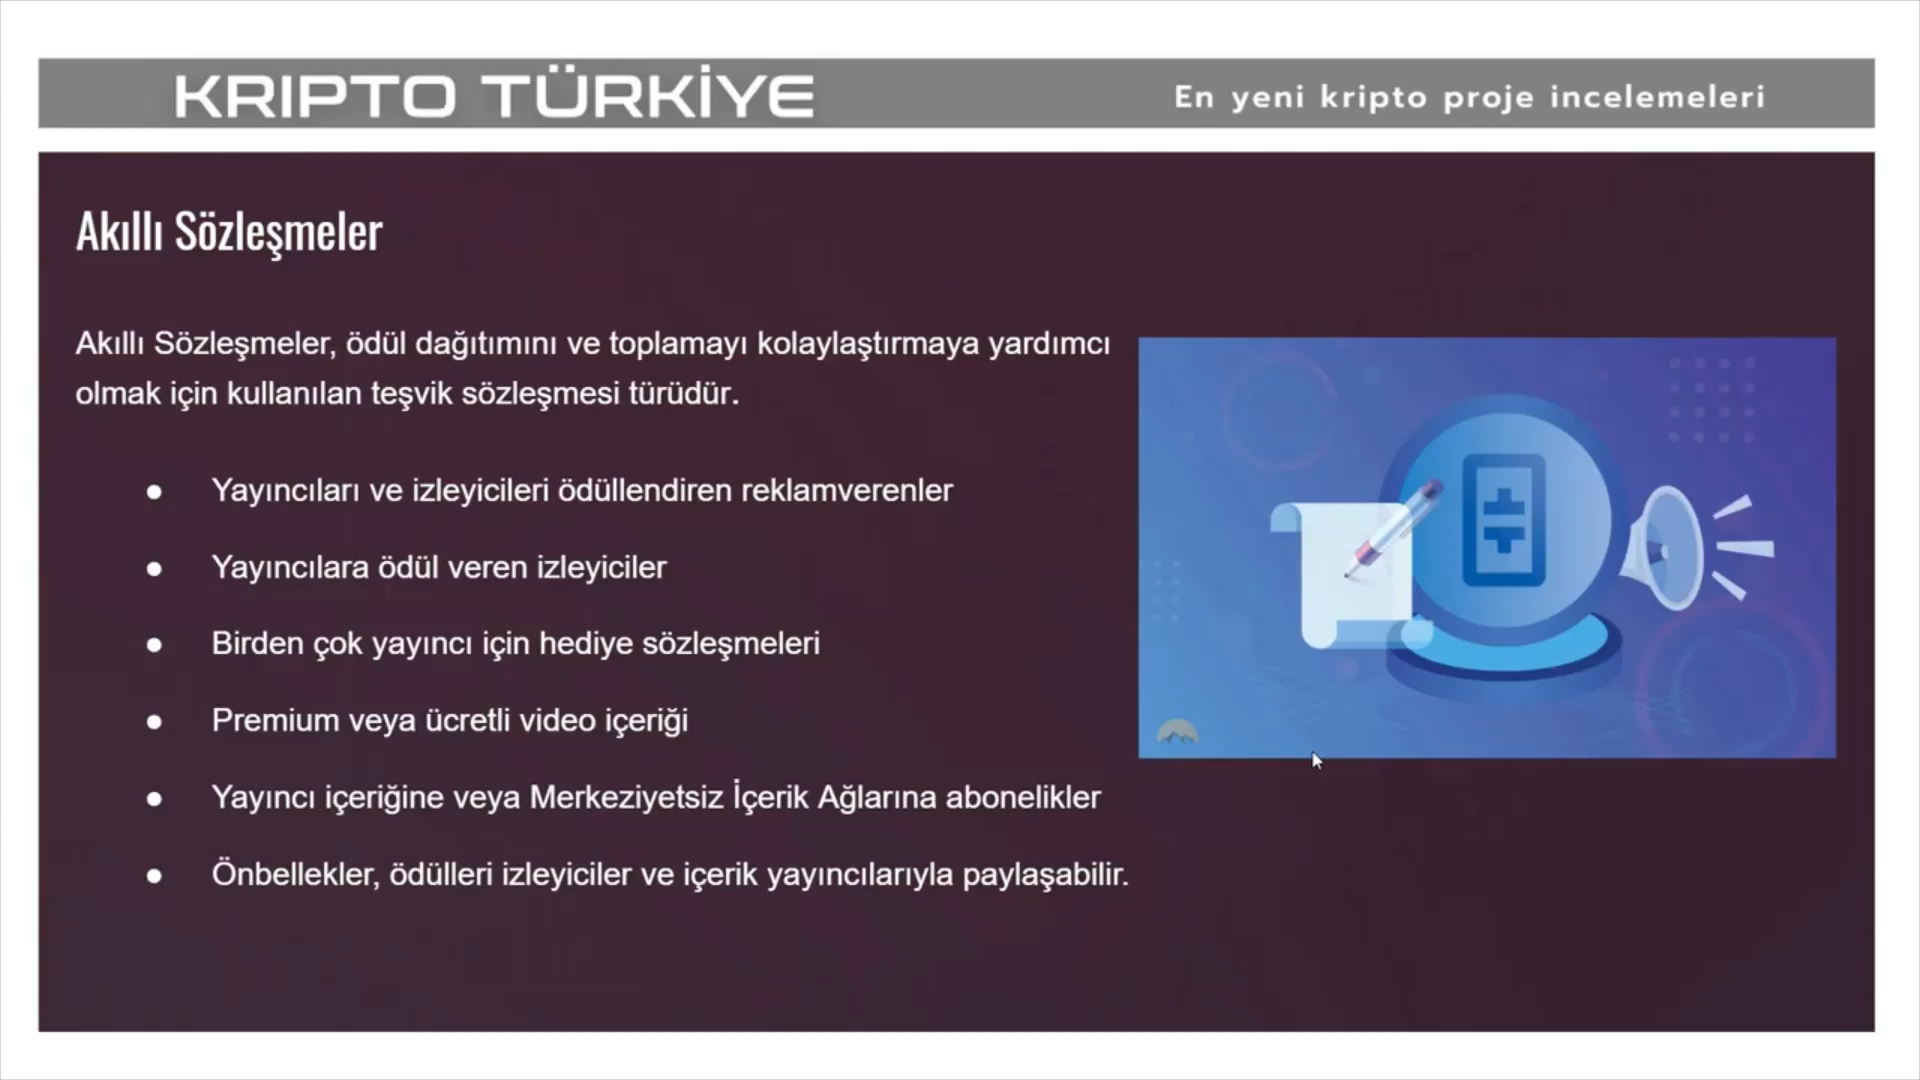 KRIPTO TÜRKİYE
En yeni kripto proje incelemeleri
Akıllı Sözleşmeler
Akıllı Sözleşmeler, ödül dağıtımını ve toplamayı kolaylaştırmaya yardımcı
olmak için kullanılan teşvik sözleşmesi türüdür.
● Yayıncıları ve izleyicileri ödüllendiren reklamverenler
● Yayıncılara ödül veren izleyiciler
● Birden çok yayıncı için hediye sözleşmeleri
● Premium veya ücretli video içeriği
● Yayıncı içeriğine veya Merkeziyetsiz İçerik Ağlarına abonelikler
● Önbellekler, ödülleri izleyiciler ve içerik yayıncılarıyla paylaşabilir.